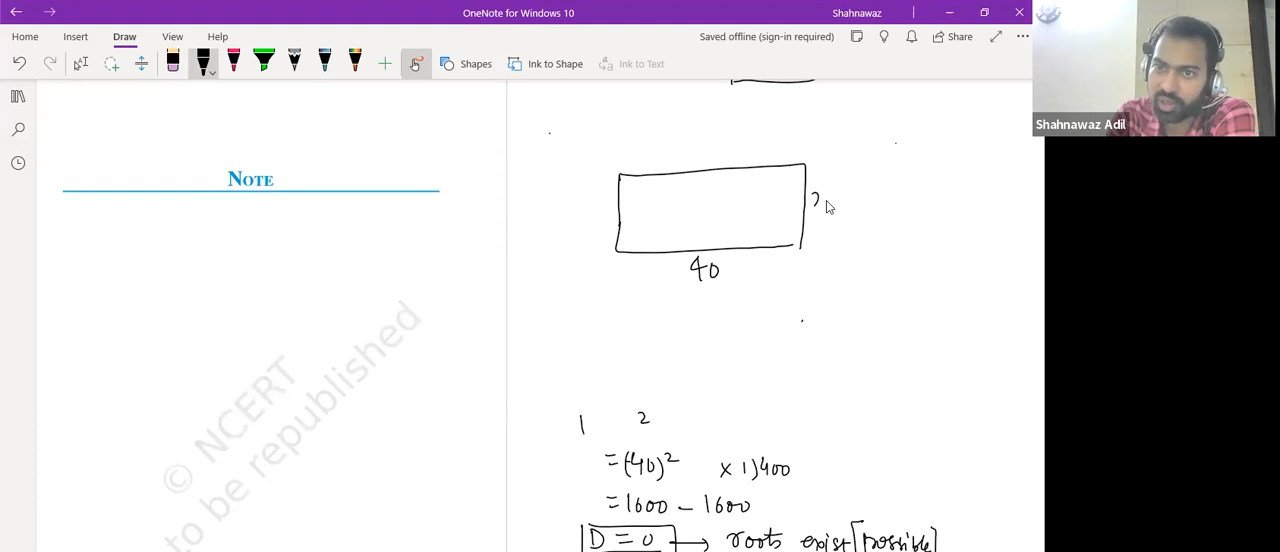 OneNote for Windows 10
Shahnawaz
Home Insert Draw View Help
Saved offline (sign-in required)
Share
Shapes
Ink to Shape
Ink to Text
Shahnawaz Adil
NOTE
40
© NCERT
to be republished
1 2
=(40)² × 1)400
=1600 – 1600
D = 0 → roots exist [possible]